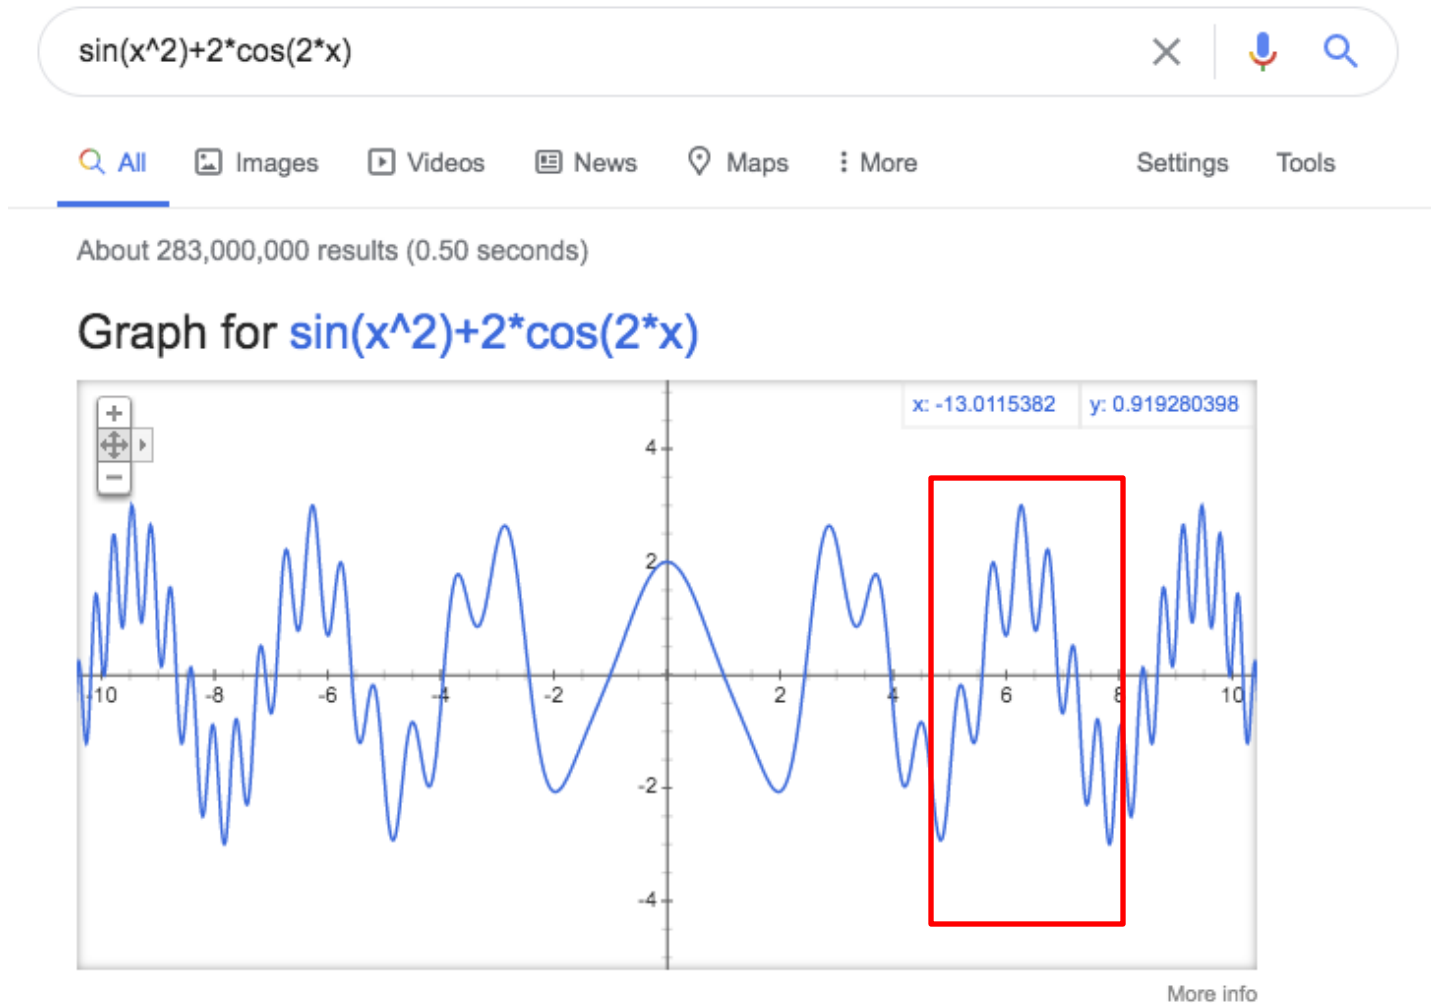 sin(x^2)+2*cos(2*x)
All Images Videos News Maps More Settings Tools
About 283,000,000 results (0.50 seconds)
Graph for sin(x^2)+2*cos(2*x)
x: -13.0115382 y: 0.919280398
4
2
-10 -8 -6 -4 -2 2 4 6 8 10
-2
-4
More info